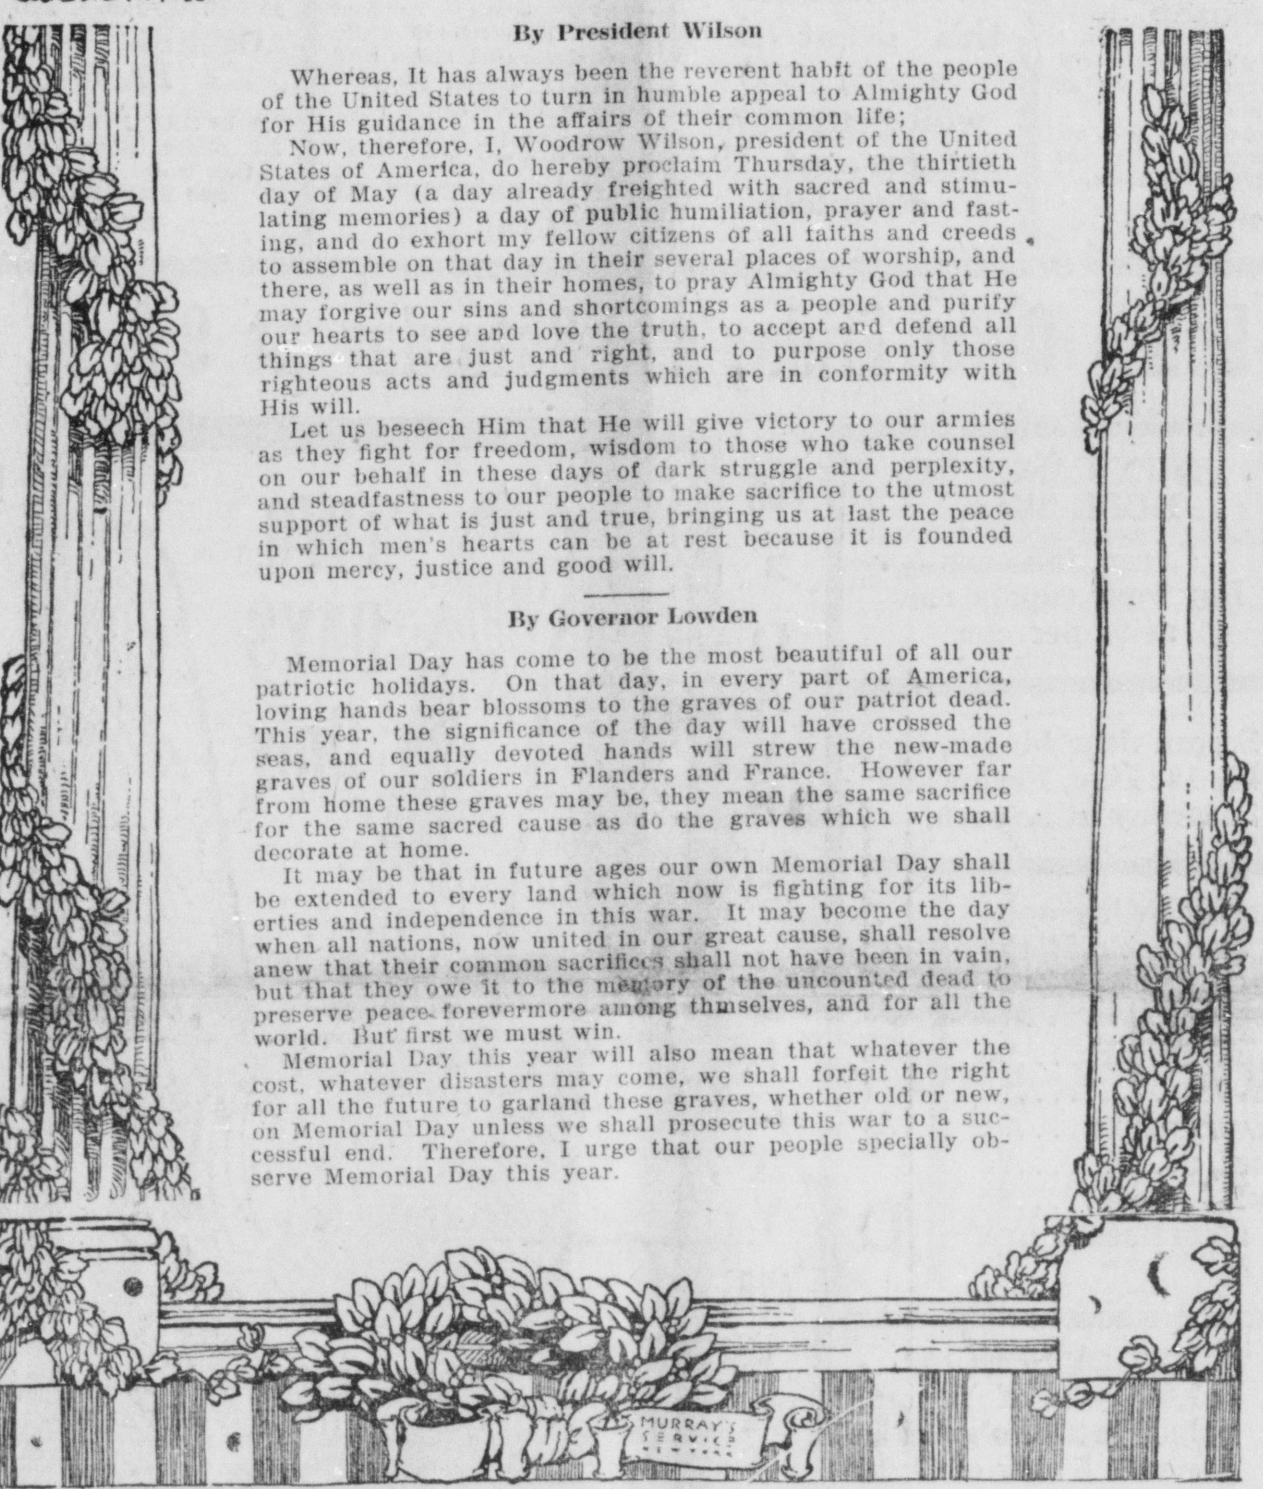 By President Wilson
Whereas, It has always been the reverent habit of the people
of the United States to turn in humble appeal to Almighty God
for His guidance in the affairs of their common life;
Now, therefore, I, Woodrow Wilson, president of the United
States of America, do hereby proclaim Thursday, the thirtieth
day of May (a day already freighted with sacred and stimu-
lating memories) a day of public humiliation, prayer and fast-
ing, and do exhort my fellow citizens of all faiths and creeds
to assemble on that day in their several places of worship, and
there, as well as in their homes, to pray Almighty God that He
may forgive our sins and shortcomings as a people and purify
our hearts to see and love the truth, to accept and defend all
things that are just and right, and to purpose only those
righteous acts and judgments which are in conformity with
His will.
Let us beseech Him that He will give victory to our armies
as they fight for freedom, wisdom to those who take counsel
on our behalf in these days of dark struggle and perplexity,
and steadfastness to our people to make sacrifice to the utmost
support of what is just and true, bringing us at last the peace
in which men's hearts can be at rest because it is founded
upon mercy, justice and good will.
By Governor Lowden
Memorial Day has come to be the most beautiful of all our
patriotic holidays. On that day, in every part of America,
loving hands bear blossoms to the graves of our patriot dead.
This year, the significance of the day will have crossed the
seas, and equally devoted hands will strew the new-made
graves of our soldiers in Flanders and France. However far
from home these graves may be, they mean the same sacrifice
for the same sacred cause as do the graves which we shall
decorate at home.
It may be that in future ages our own Memorial Day shall
be extended to every land which now is fighting for its lib-
erties and independence in this war. It may become the day
when all nations, now united in our great cause, shall resolve
anew that their common sacrifices shall not have been in vain,
but that they owe it to the memory of the uncounted dead to
preserve peace forevermore among thmselves, and for all the
world. But first we must win.
Memorial Day this year will also mean that whatever the
cost, whatever disasters may come, we shall forfeit the right
for all the future to garland these graves, whether old or new,
on Memorial Day unless we shall prosecute this war to a suc-
cessful end. Therefore, I urge that our people specially ob-
serve Memorial Day this year.
MURRAY'S
SERVICE
NEW YORK